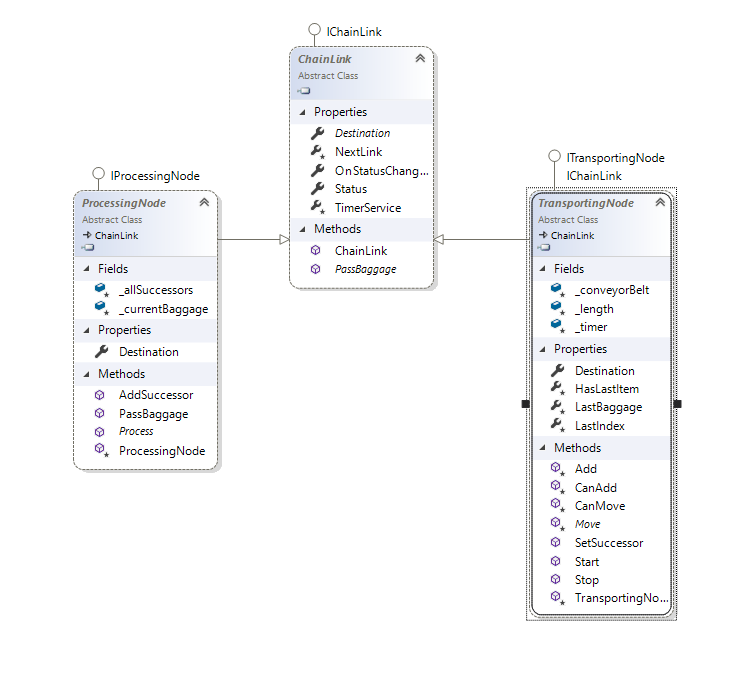 IChainLink
ChainLink
Abstract Class
Properties
Destination
NextLink
OnStatusChang...
Status
TimerService
Methods
ChainLink
PassBaggage
IProcessingNode
ProcessingNode
Abstract Class
ChainLink
Fields
_allSuccessors
_currentBaggage
Properties
Destination
Methods
AddSuccessor
PassBaggage
Process
ProcessingNode
ITransportingNode
IChainLink
TransportingNode
Abstract Class
ChainLink
Fields
_conveyorBelt
_length
_timer
Properties
Destination
HasLastItem
LastBaggage
LastIndex
Methods
Add
CanAdd
CanMove
Move
SetSuccessor
Start
Stop
TransportingNo...